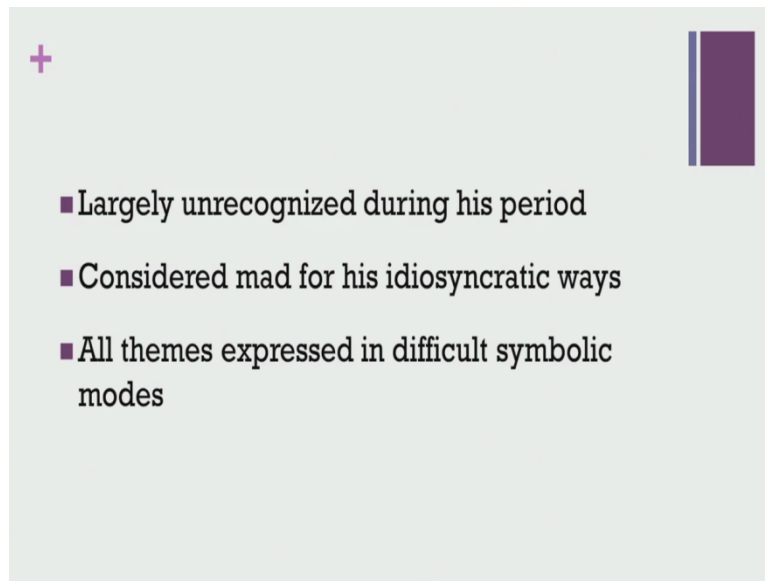 +
Largely unrecognized during his period
Considered mad for his idiosyncratic ways
All themes expressed in difficult symbolic
modes